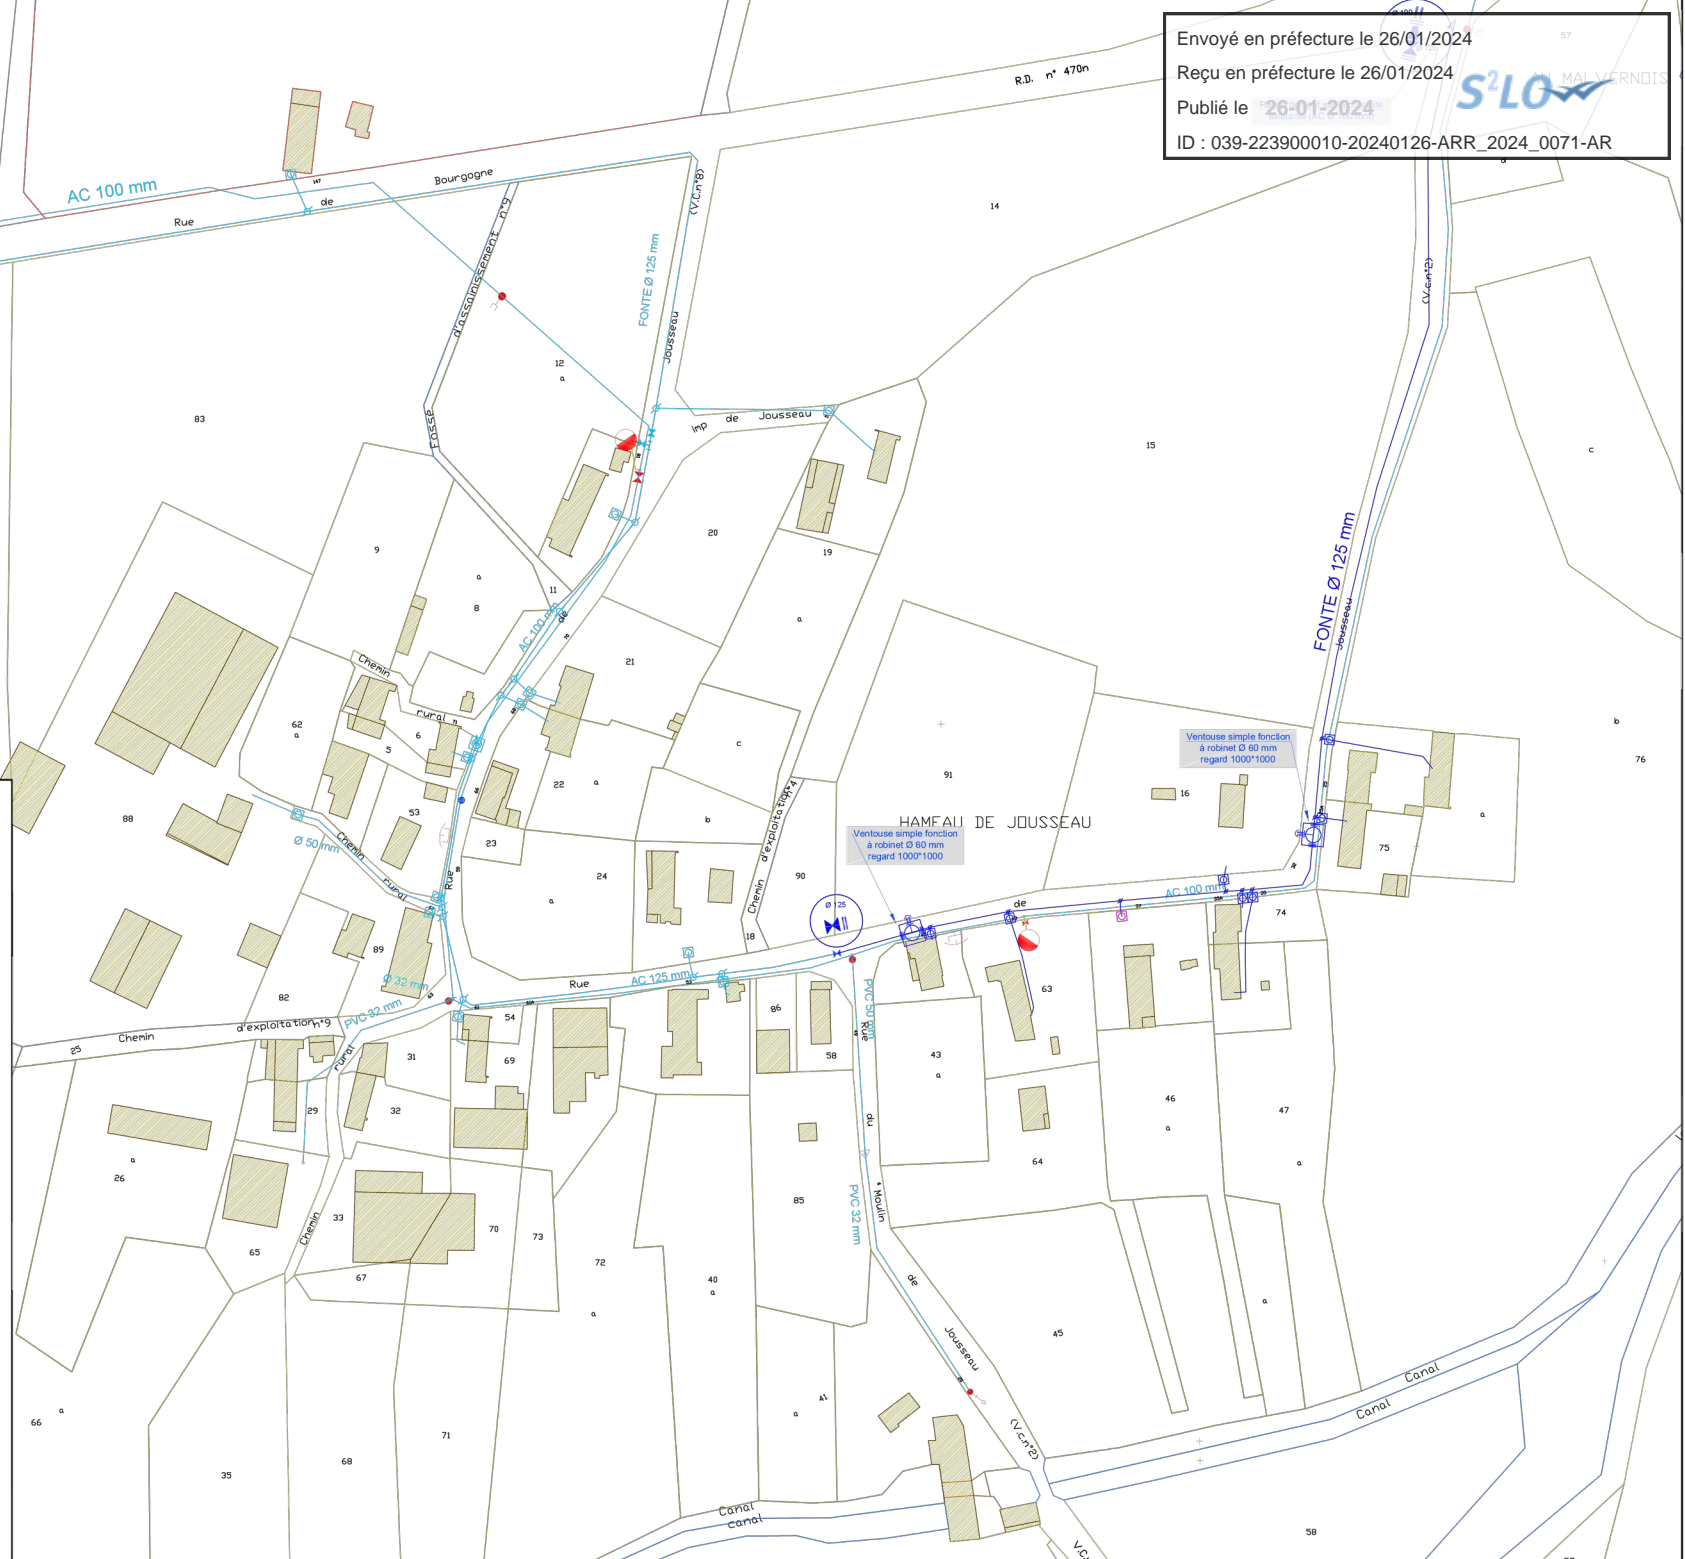 Envoyé en préfecture le 26/01/2024
Reçu en préfecture le 26/01/2024
Publié le 26-01-2024
S²LO
ID : 039-223900010-20240126-ARR_2024_0071-AR
MALVERNOIS
57
R.D. n° 470n
AC 100 mm
Rue
de
Bourgogne
147
(V.C.n°8)
14
d'assainissement n°9
Fosse
FONTE Ø 125 mm
Jousseau
(V.c.n°2)
12
a
83
imp de Jousseau
15
c
9
20
19
a
8
a
11
AC 100 mm
de
a
21
FONTE Ø 125 mm
Jousseau
Chemin
rural
62
a
6
5
c
22
a
91
Ventouse simple fonction
à robinet Ø 60 mm
regard 1000*1000
b
76
16
88
53
b
Chemin d'exploitation n°4
HAMEAU DE JOUSSEAU
a
Ø 50 mm
Chemin
rural
23
Ventouse simple fonction
à robinet Ø 60 mm
regard 1000*1000
75
Rue
24
a
90
AC 100 mm
de
Ø 125
74
18
89
Ø 32 mm
82
Rue
AC 125 mm
63
PVC 32 mm
PVC 50 mm
Rue
86
54
25
Chemin
d'exploitation n°9
rural
31
69
58
43
a
29
32
46
a
47
a
du
64
26
a
85
PVC 32 mm
Moulin
33
Chemin
65
70
73
72
a
67
40
a
de
a
45
Jousseau
Canal
Canal
41
a
66
a
71
(V.C.n°2)
35
68
Canal
Canal
58
V.C.